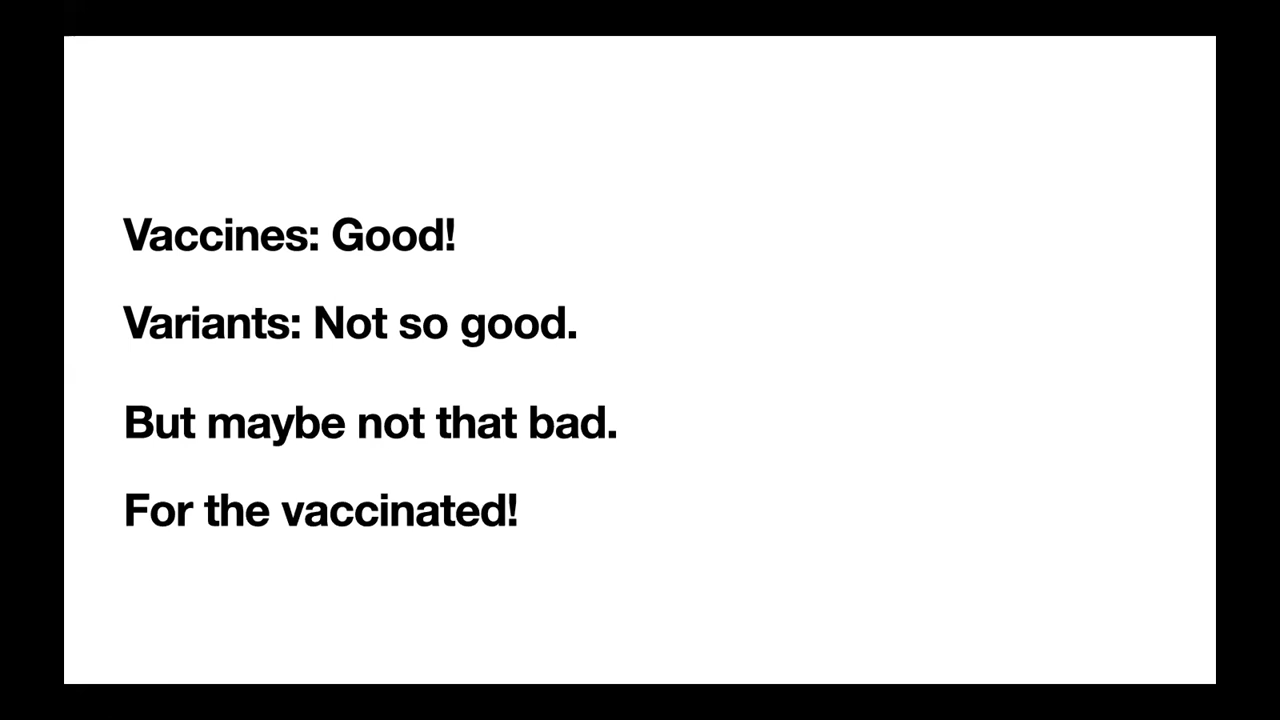 Vaccines: Good!
Variants: Not so good.
But maybe not that bad.
For the vaccinated!